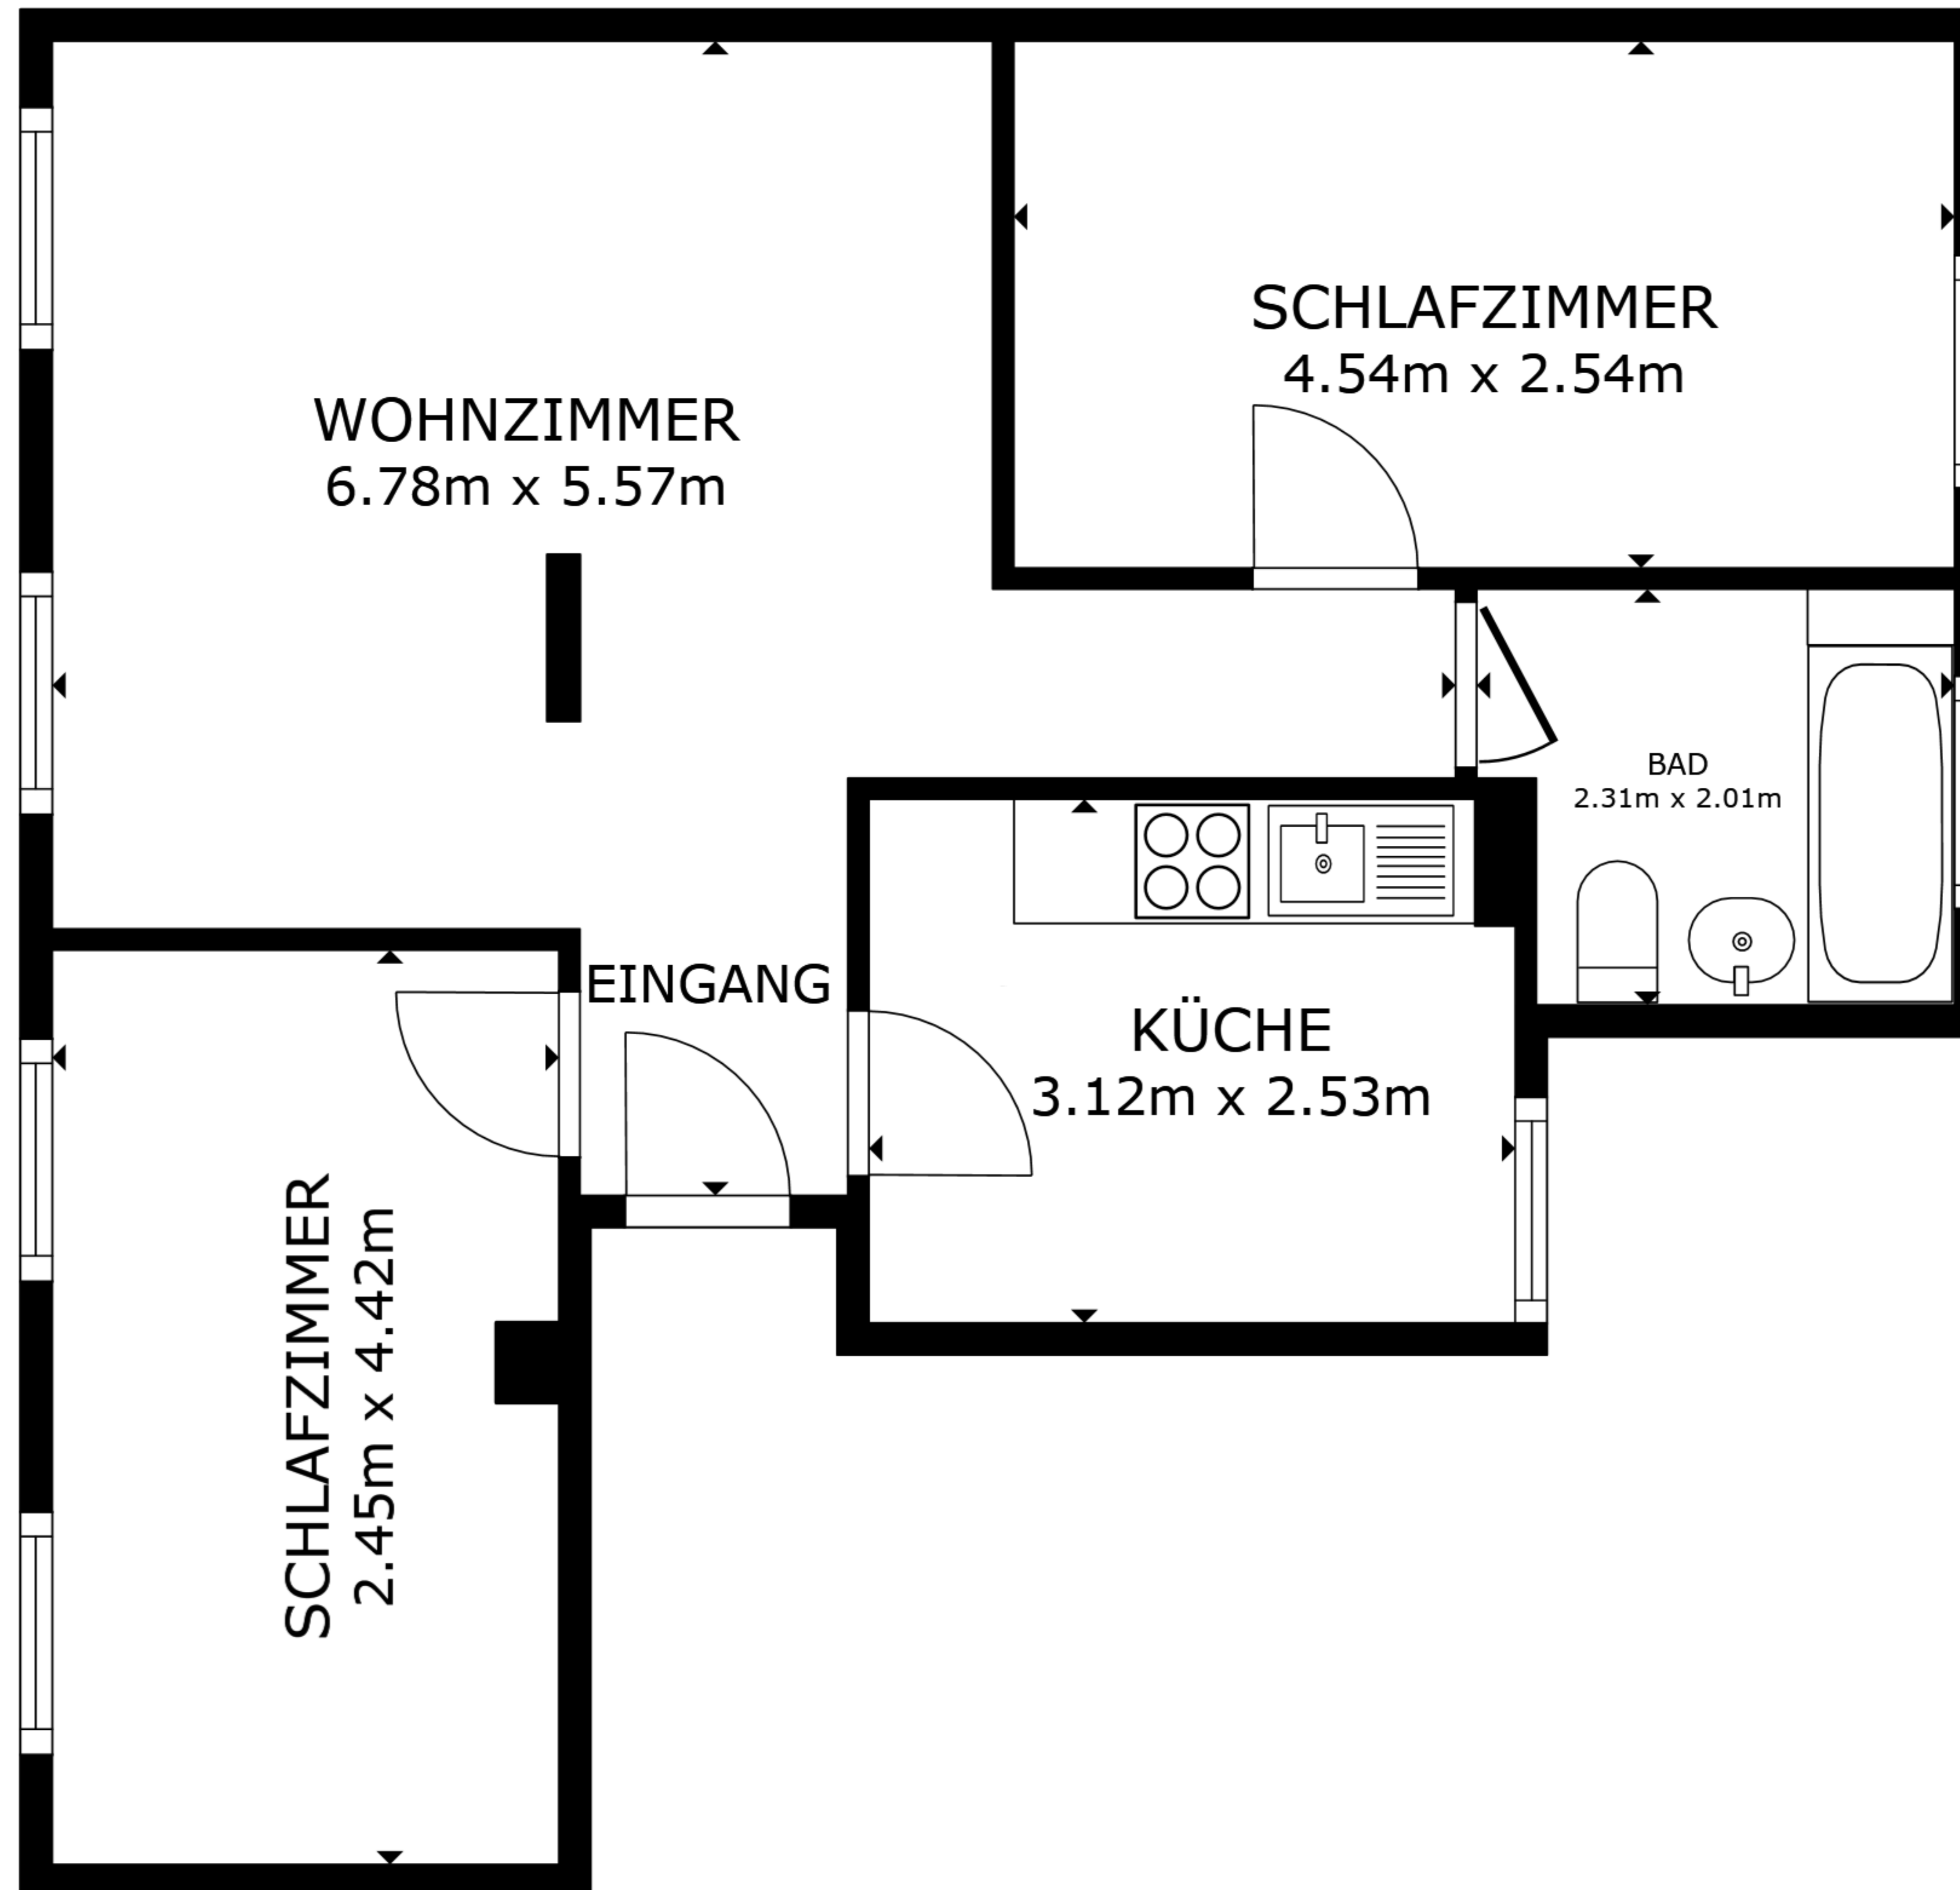 WOHNZIMMER
6.78m x 5.57m
SCHLAFZIMMER
4.54m x 2.54m
BAD
2.31m x 2.01m
EINGANG
KÜCHE
3.12m x 2.53m
SCHLAFZIMMER
2.45m x 4.42m